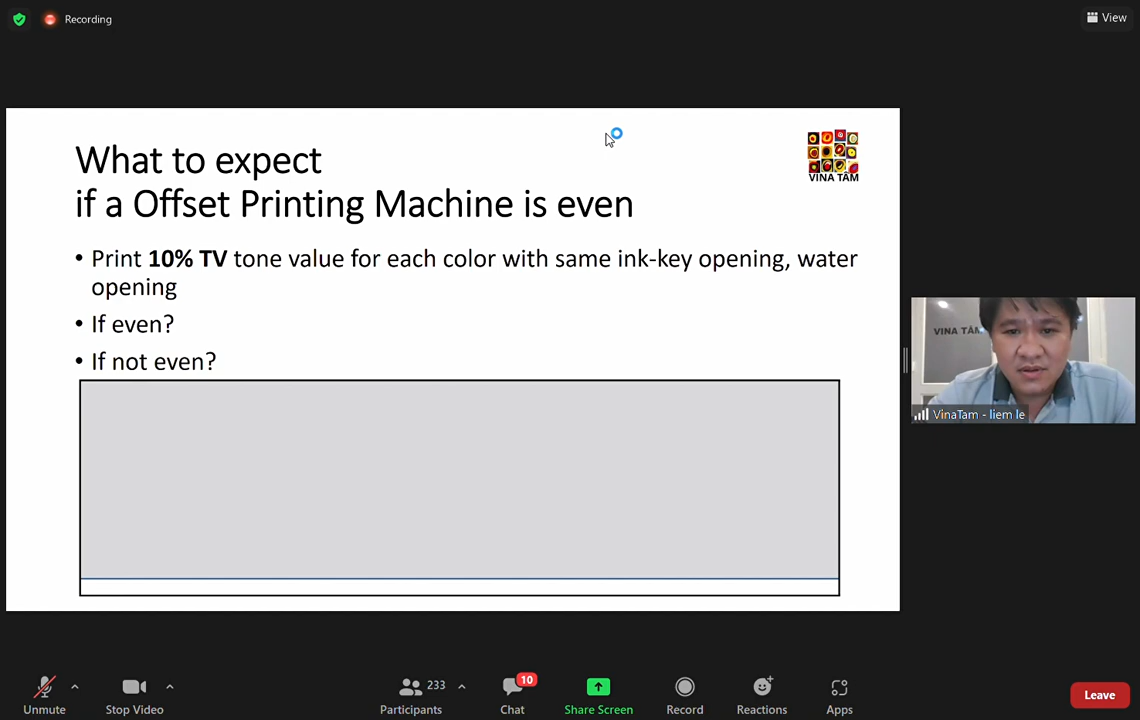 Recording
View
What to expect
if a Offset Printing Machine is even
VINA TÂM
• Print 10% TV tone value for each color with same ink-key opening, water
opening
• If even?
• If not even?
VINA TÂM
VinaTam - liem le
Unmute
Stop Video
233
Participants
10
Chat
Share Screen
Record
Reactions
Apps
Leave